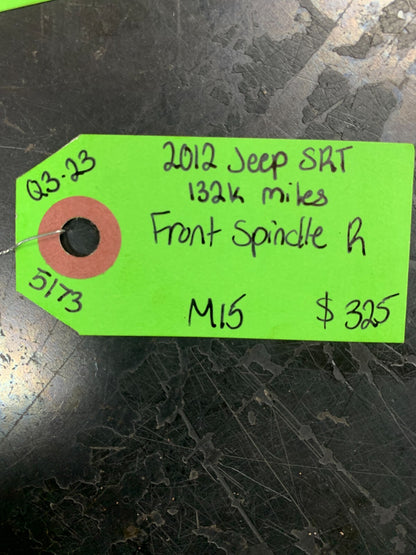 Q3-23
2012 Jeep SRT
132k miles
Front Spindle R
5173
M15
$325